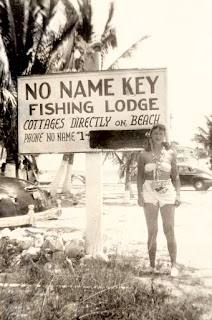 NO NAME KEY
FISHING LODGE
COTTAGES DIRECTLY ON BEACH
PHONE NO NAME "1-